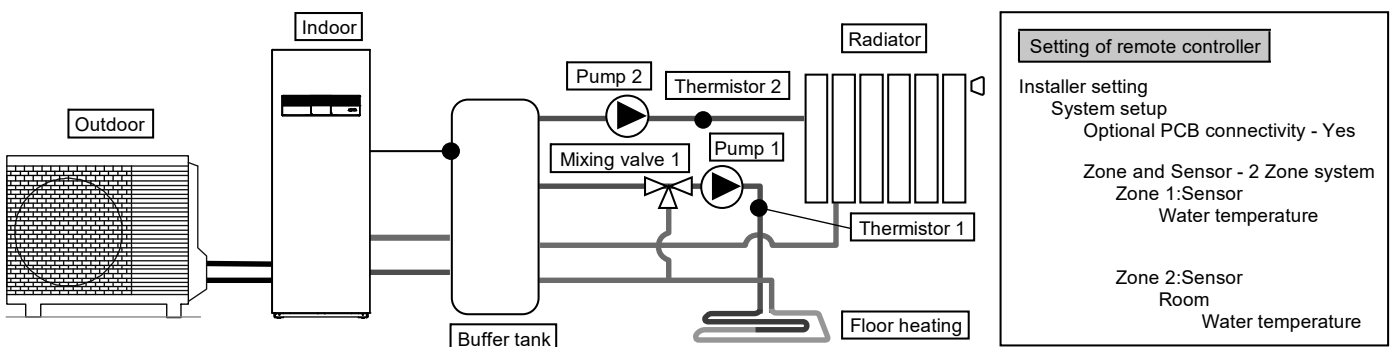 Indoor
Radiator
Setting of remote controller
Pump 2
Thermistor 2
Installer setting
System setup
Optional PCB connectivity - Yes
Outdoor
Pump 1
Mixing valve 1
Zone and Sensor - 2 Zone system
Zone 1:Sensor
Water temperature
Thermistor 1
Zone 2:Sensor
Room
Water temperature
Floor heating
Buffer tank